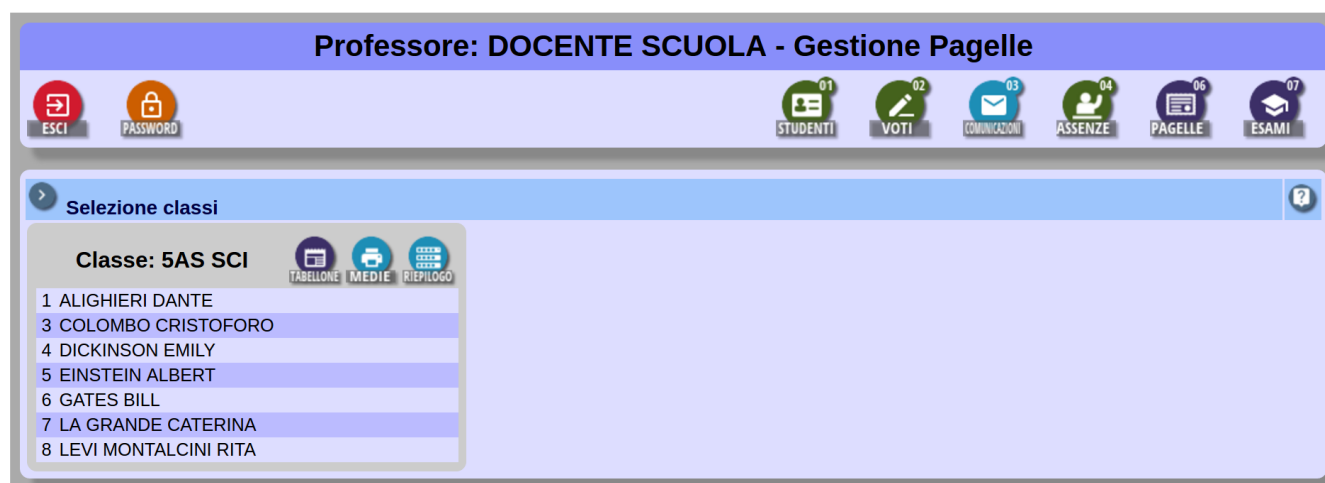 Professore: DOCENTE SCUOLA - Gestione Pagelle
ESCI PASSWORD 01 STUDENTI 02 VOTI 03 COMUNICAZIONI 04 ASSENZE 06 PAGELLE 07 ESAMI
Selezione classi ?
Classe: 5AS SCI TABELLONE MEDIE RIEPILOGO
1 ALIGHIERI DANTE
3 COLOMBO CRISTOFORO
4 DICKINSON EMILY
5 EINSTEIN ALBERT
6 GATES BILL
7 LA GRANDE CATERINA
8 LEVI MONTALCINI RITA